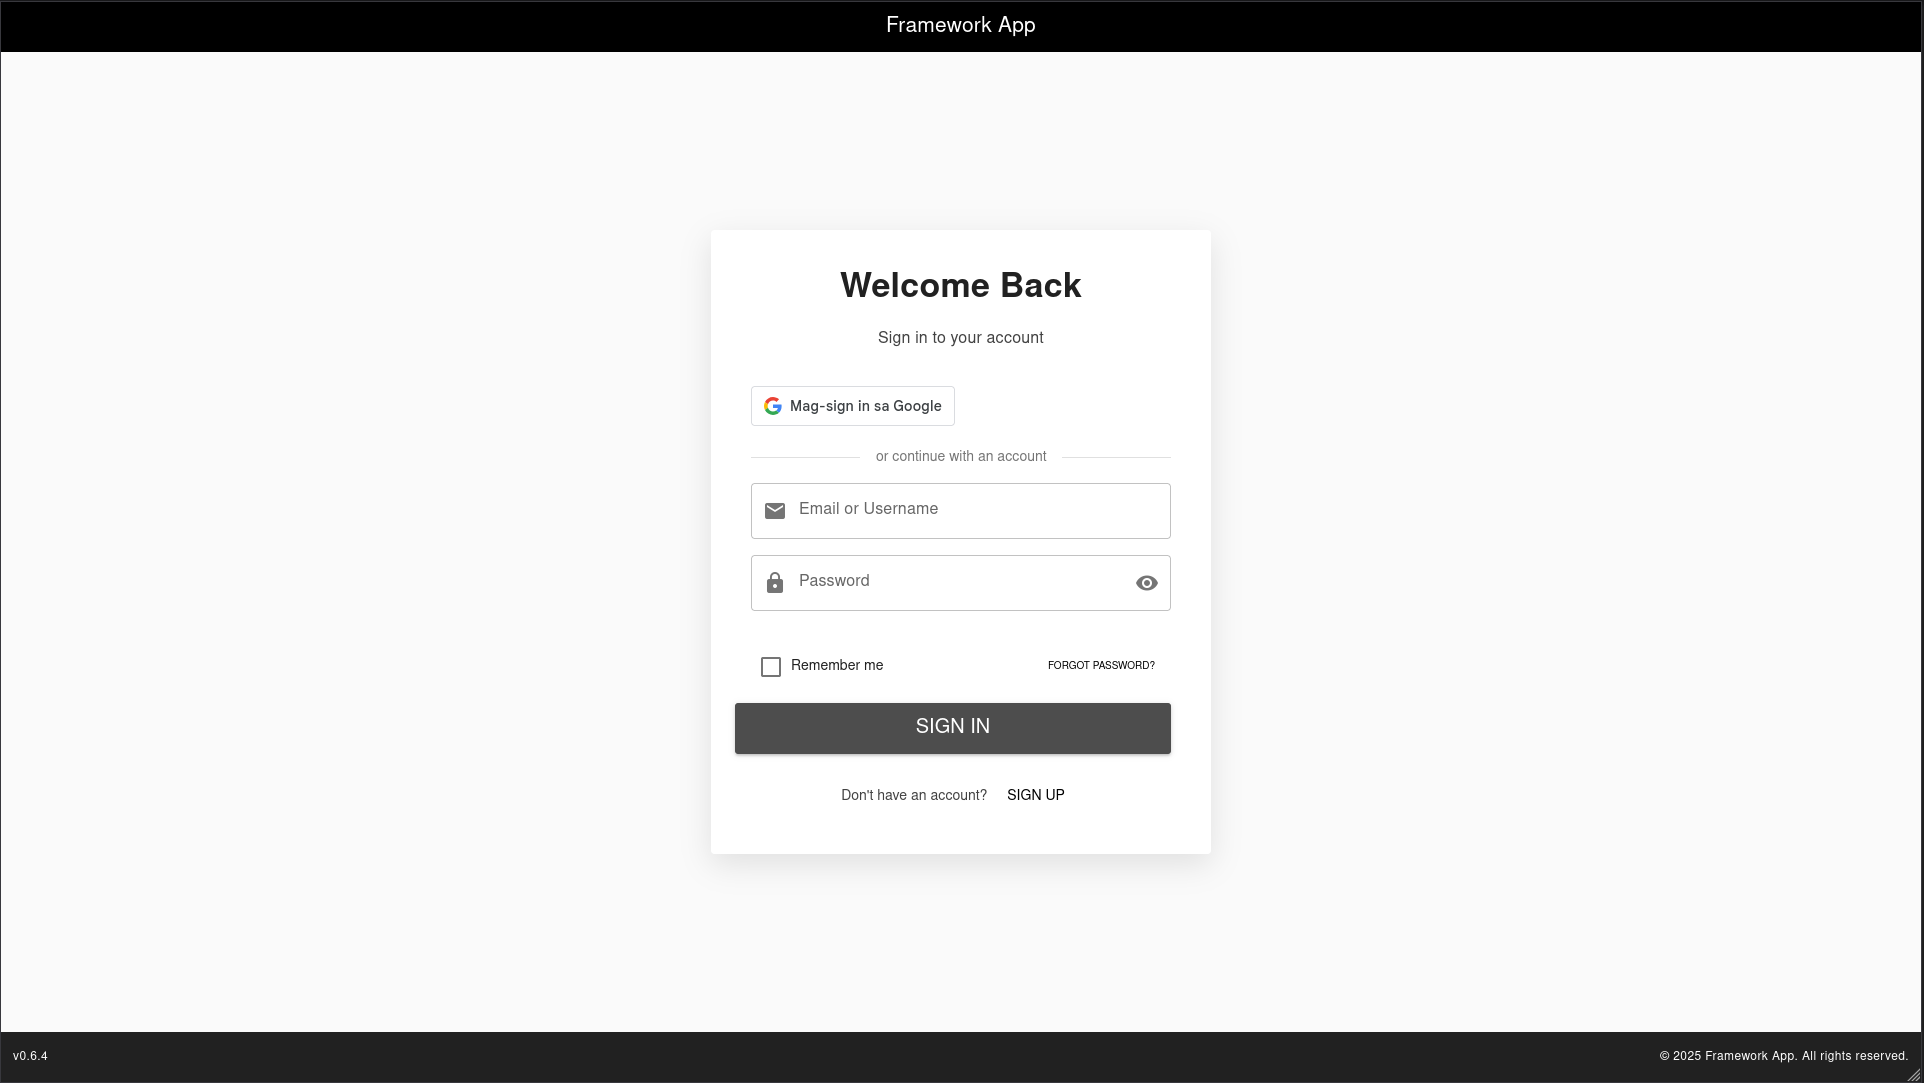 Framework App
Welcome Back
Sign in to your account
Mag-sign in sa Google
or continue with an account
Email or Username
Password
Remember me
FORGOT PASSWORD?
SIGN IN
Don't have an account? SIGN UP
v0.6.4
© 2025 Framework App. All rights reserved.